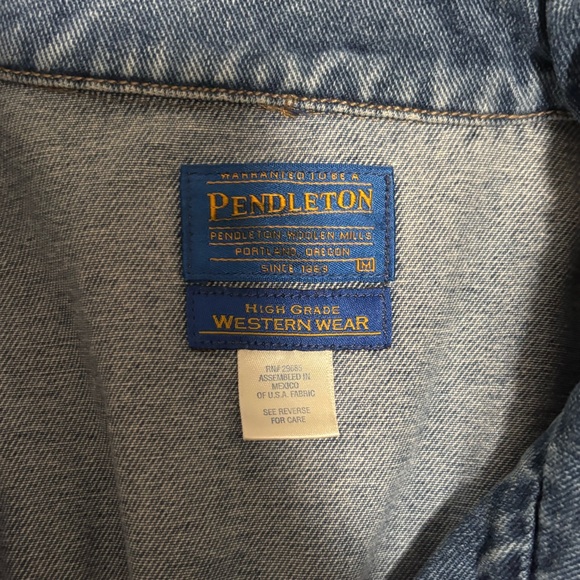 WARRANTED TO BE A
PENDLETON
PENDLETON WOOLEN MILLS
PORTLAND, OREGON
SINCE 1863
M
HIGH GRADE
WESTERN WEAR
RN# 29685
ASSEMBLED IN
MEXICO
OF U.S.A. FABRIC
SEE REVERSE
FOR CARE